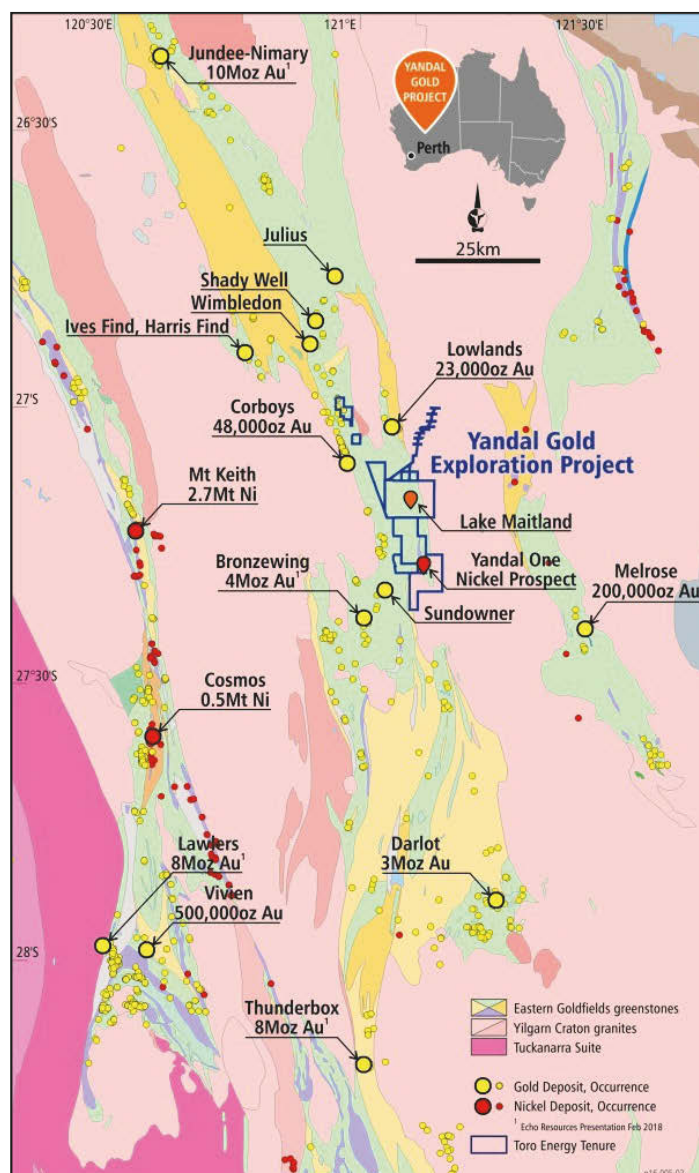 120°30'E
121°E
121°30'E
Jundee-Nimary
10Moz Au¹
YANDAL
GOLD
PROJECT
Perth
26°30'S
25km
Julius
Shady Well
Wimbledon
Ives Find, Harris Find
Lowlands
23,000oz Au
27°S
Corboys
48,000oz Au
Yandal Gold
Exploration Project
Mt Keith
2.7Mt Ni
Lake Maitland
Bronzewing
4Moz Au¹
Yandal One
Nickel Prospect
Melrose
200,000oz Au
Sundowner
27°30'S
Cosmos
0.5Mt Ni
Lawlers
8Moz Au¹
Darlot
3Moz Au
Vivien
500,000oz Au
28°S
Thunderbox
8Moz Au¹
Eastern Goldfields greenstones
Yilgarn Craton granites
Tuckanarra Suite
Gold Deposit, Occurrence
Nickel Deposit, Occurrence
¹ Echo Resources Presentation Feb 2018
Toro Energy Tenure